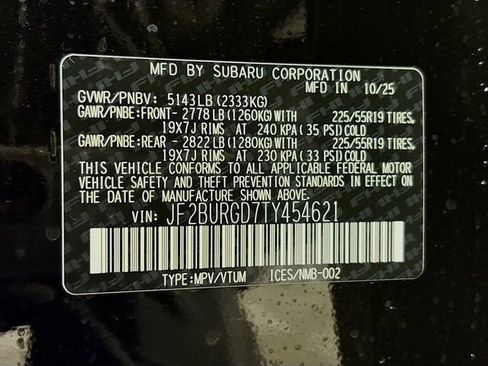 MFD BY SUBARU CORPORATION 10/25
GVWR/PNBV: 5143LB (2333KG)
GAWR/PNBE:FRONT- 2778 LB (1260KG) WITH 225/55R19 TIRES,
19X7J RIMS AT 240 KPA (35 PSI) COLD
GAWR/PNBE:REAR - 2822 LB (1280KG) WITH 225/55R19 TIRES,
19X7J RIMS AT 230 KPA (33 PSI) COLD
THIS VEHICLE CONFORMS TO ALL APPLICABLE FEDERAL MOTOR
VEHICLE SAFETY AND THEFT PREVENTION STANDARDS IN EFFECT ON
THE DATE OF MANUFACTURE SHOWN ABOVE.
VIN: JF2BURGD7TY454621
TYPE:MPV/VTUM ICES/NMB-002